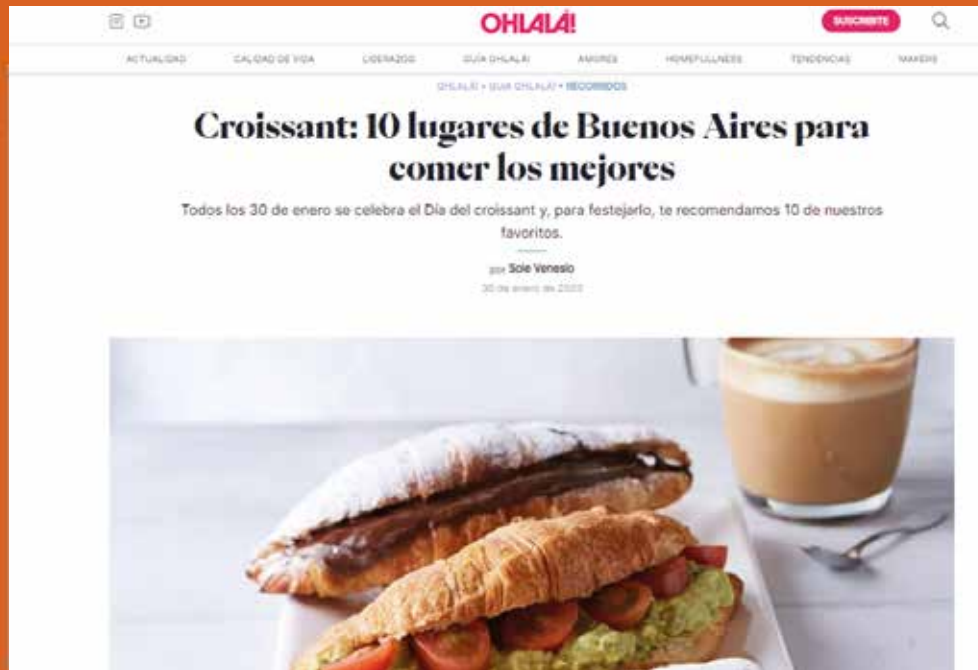 OHLALÁ!
SUSCRIBITE
ACTUALIDAD CALIDAD DE VIDA LIDERAZGO GUÍA OHLALÁ! AMORES HOMEFULLNESS TENDENCIAS MAKERS
OHLALÁ! • GUÍA OHLALÁ! • RECORRIDOS
Croissant: 10 lugares de Buenos Aires para
comer los mejores
Todos los 30 de enero se celebra el Día del croissant y, para festejarlo, te recomendamos 10 de nuestros
favoritos.
por Sole Venesio
30 de enero de